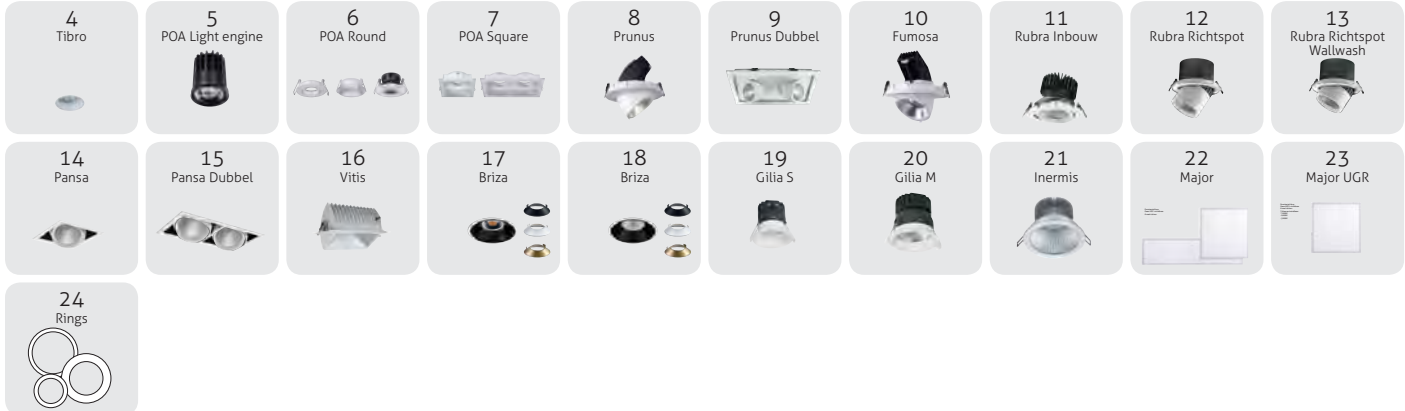 4
Tibro
5
POA Light engine
6
POA Round
7
POA Square
8
Prunus
9
Prunus Dubbel
10
Fumosa
11
Rubra Inbouw
12
Rubra Richtspot
13
Rubra Richtspot
Wallwash
14
Pansa
15
Pansa Dubbel
16
Vitis
17
Briza
18
Briza
19
Gilia S
20
Gilia M
21
Inermis
22
Major
23
Major UGR
24
Rings